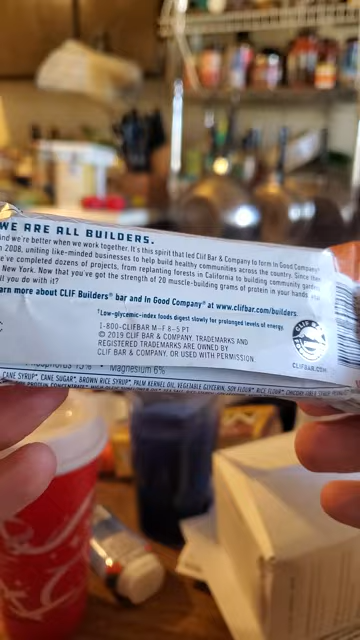 WE ARE ALL BUILDERS.
and we're better when we work together. It's this spirit that led Clif Bar & Company to form In Good Company®
2008, uniting like-minded businesses to help build healthy communities across the country. Since then
've completed dozens of projects, from replanting forests in California to building community gardens
New York. Now that you've got the strength of 20 muscle-building grams of protein in your hands
ll you do with it?
arn more about CLIF Builders® bar and In Good Company® at www.clifbar.com/builders.
†Low-glycemic-index foods digest slowly for prolonged levels of energy
1-800-CLIFBAR M–F 8–5 PT
© 2019 CLIF BAR & COMPANY. TRADEMARKS AND
REGISTERED TRADEMARKS ARE OWNED BY
CLIF BAR & COMPANY, OR USED WITH PERMISSION.
CLIF BAR
CLIFBAR.COM
Magnesium 6%
CANE SYRUP*, CANE SUGAR*, BROWN RICE SYRUP*, PALM KERNEL OIL, VEGETABLE GLYCERIN, SOY FLOUR*, RICE FLOUR*,